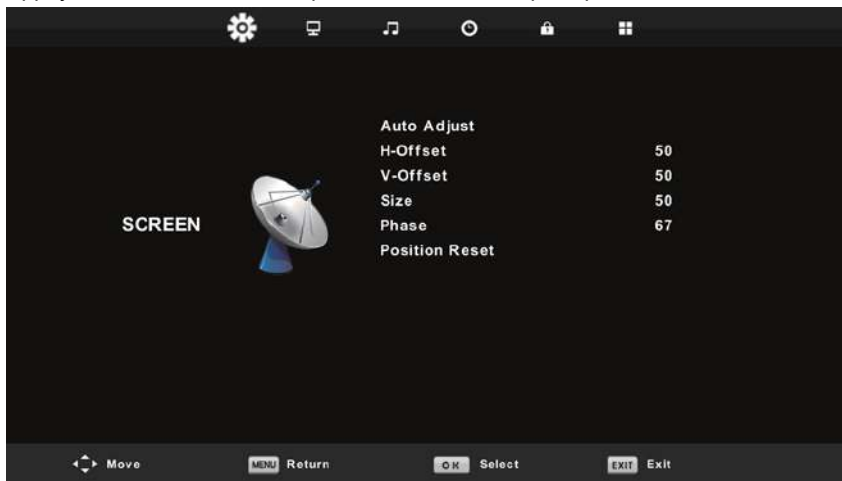 Auto Adjust
H-Offset 50
V-Offset 50
Size 50
SCREEN
Phase 67
Position Reset
Move MENU Return OK Select EXIT Exit